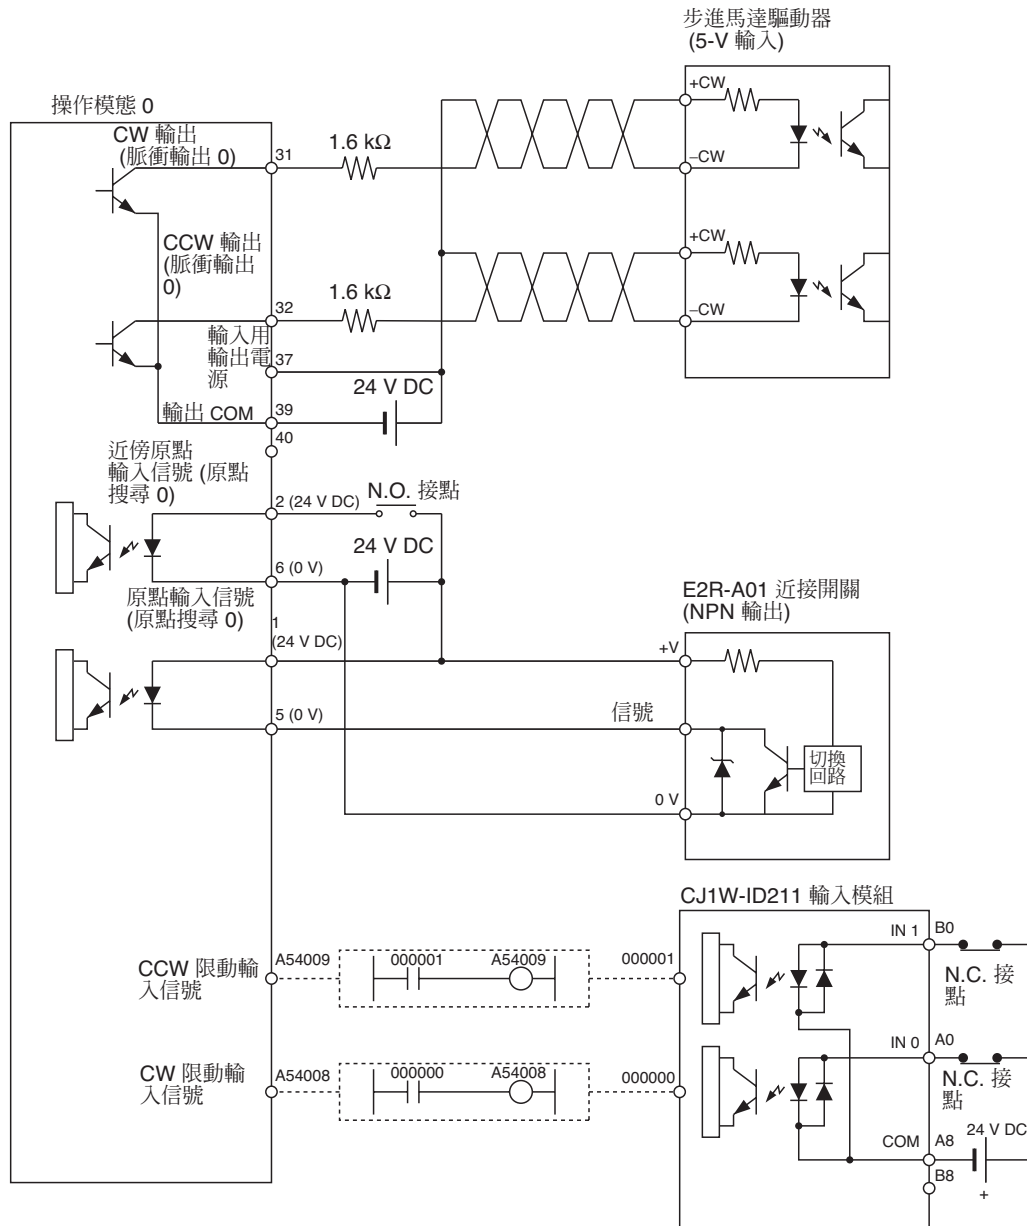 步進馬達驅動器
(5-V 輸入)
操作模態 0
CW 輸出
(脈衝輸出 0)
31
1.6 kΩ
+CW
–CW
CCW 輸出
(脈衝輸出
0)
32
1.6 kΩ
+CW
–CW
輸入用
輸出電
源
37
24 V DC
輸出 COM
39
40
近傍原點
輸入信號 (原點
搜尋 0)
2 (24 V DC)
N.O. 接點
24 V DC
6 (0 V)
原點輸入信號
(原點搜尋 0)
1
(24 V DC)
5 (0 V)
E2R-A01 近接開關
(NPN 輸出)
+V
信號
切換
回路
0 V
CJ1W-ID211 輸入模組
CCW 限動輸
入信號
A54009
000001
A54009
000001
IN 1
B0
N.C. 接
點
CW 限動輸
入信號
A54008
000000
A54008
000000
IN 0
A0
N.C. 接
點
COM
A8
24 V DC
B8
+